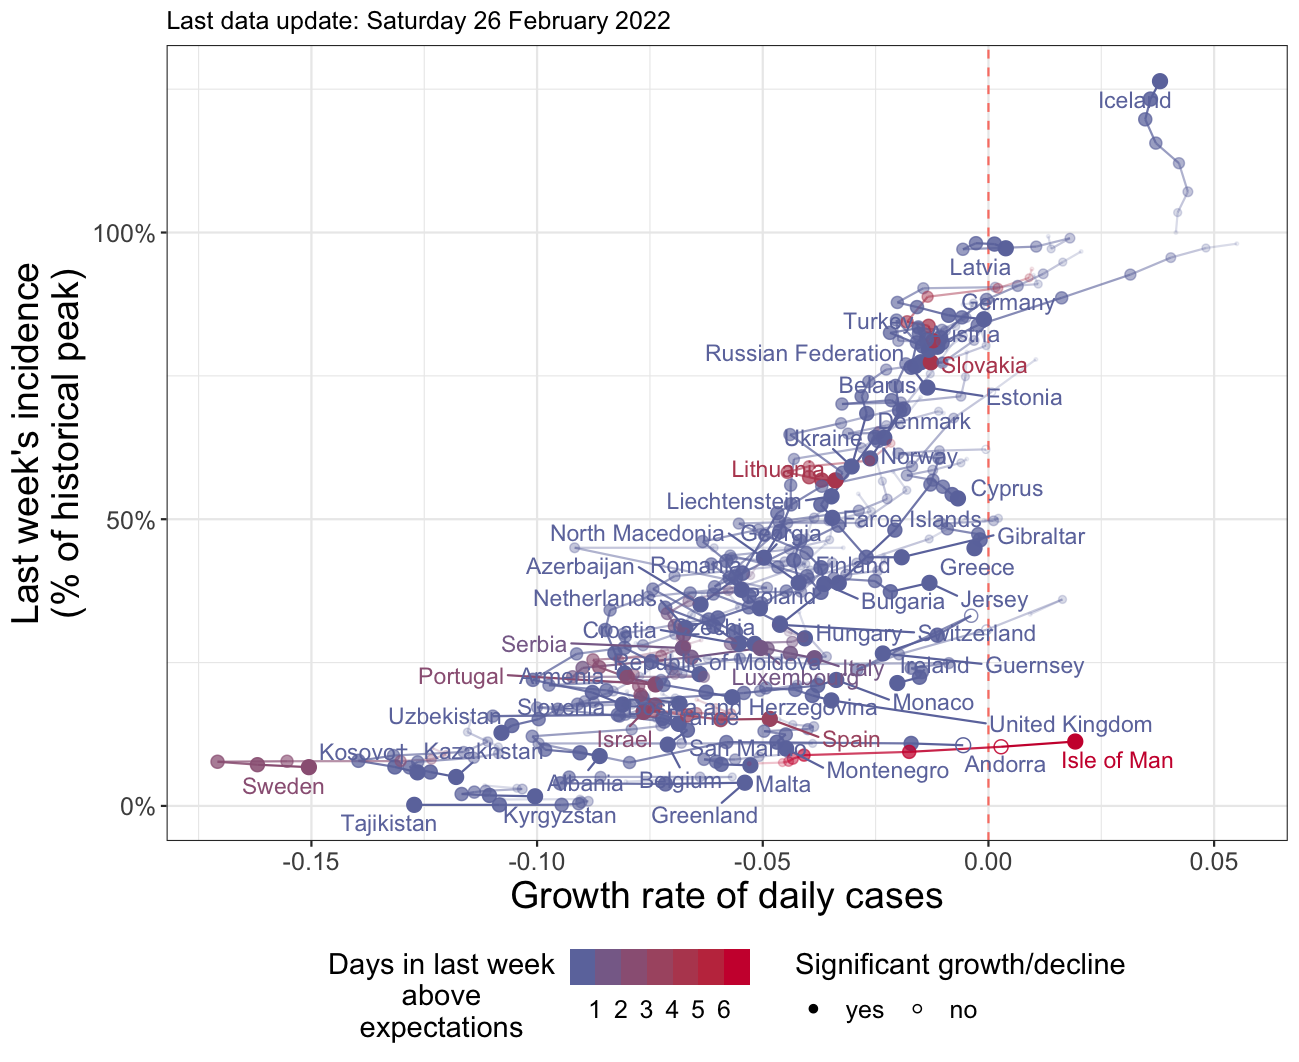 Last data update: Saturday 26 February 2022
Last week's incidence
(% of historical peak)
100%
50%
0%
Iceland
Latvia
Germany
Turkey
Austria
Russian Federation
Slovakia
Belarus
Estonia
Denmark
Ukraine
Norway
Lithuania
Cyprus
Liechtenstein
Faroe Islands
North Macedonia
Georgia
Gibraltar
Azerbaijan
Romania
Finland
Greece
Netherlands
Poland
Bulgaria
Jersey
Croatia
Czechia
Hungary
Switzerland
Serbia
Republic of Moldova
Italy
Ireland
Guernsey
Portugal
Armenia
Luxembourg
Monaco
Slovenia
and Herzegovina
Uzbekistan
United Kingdom
Israel
Spain
Kosovo
Kazakhstan
San Marino
Andorra
Isle of Man
Sweden
Albania
Belgium
Malta
Montenegro
Tajikistan
Kyrgyzstan
Greenland
-0.15
-0.10
-0.05
0.00
0.05
Growth rate of daily cases
Days in last week
above
expectations
1 2 3 4 5 6
Significant growth/decline
yes
no